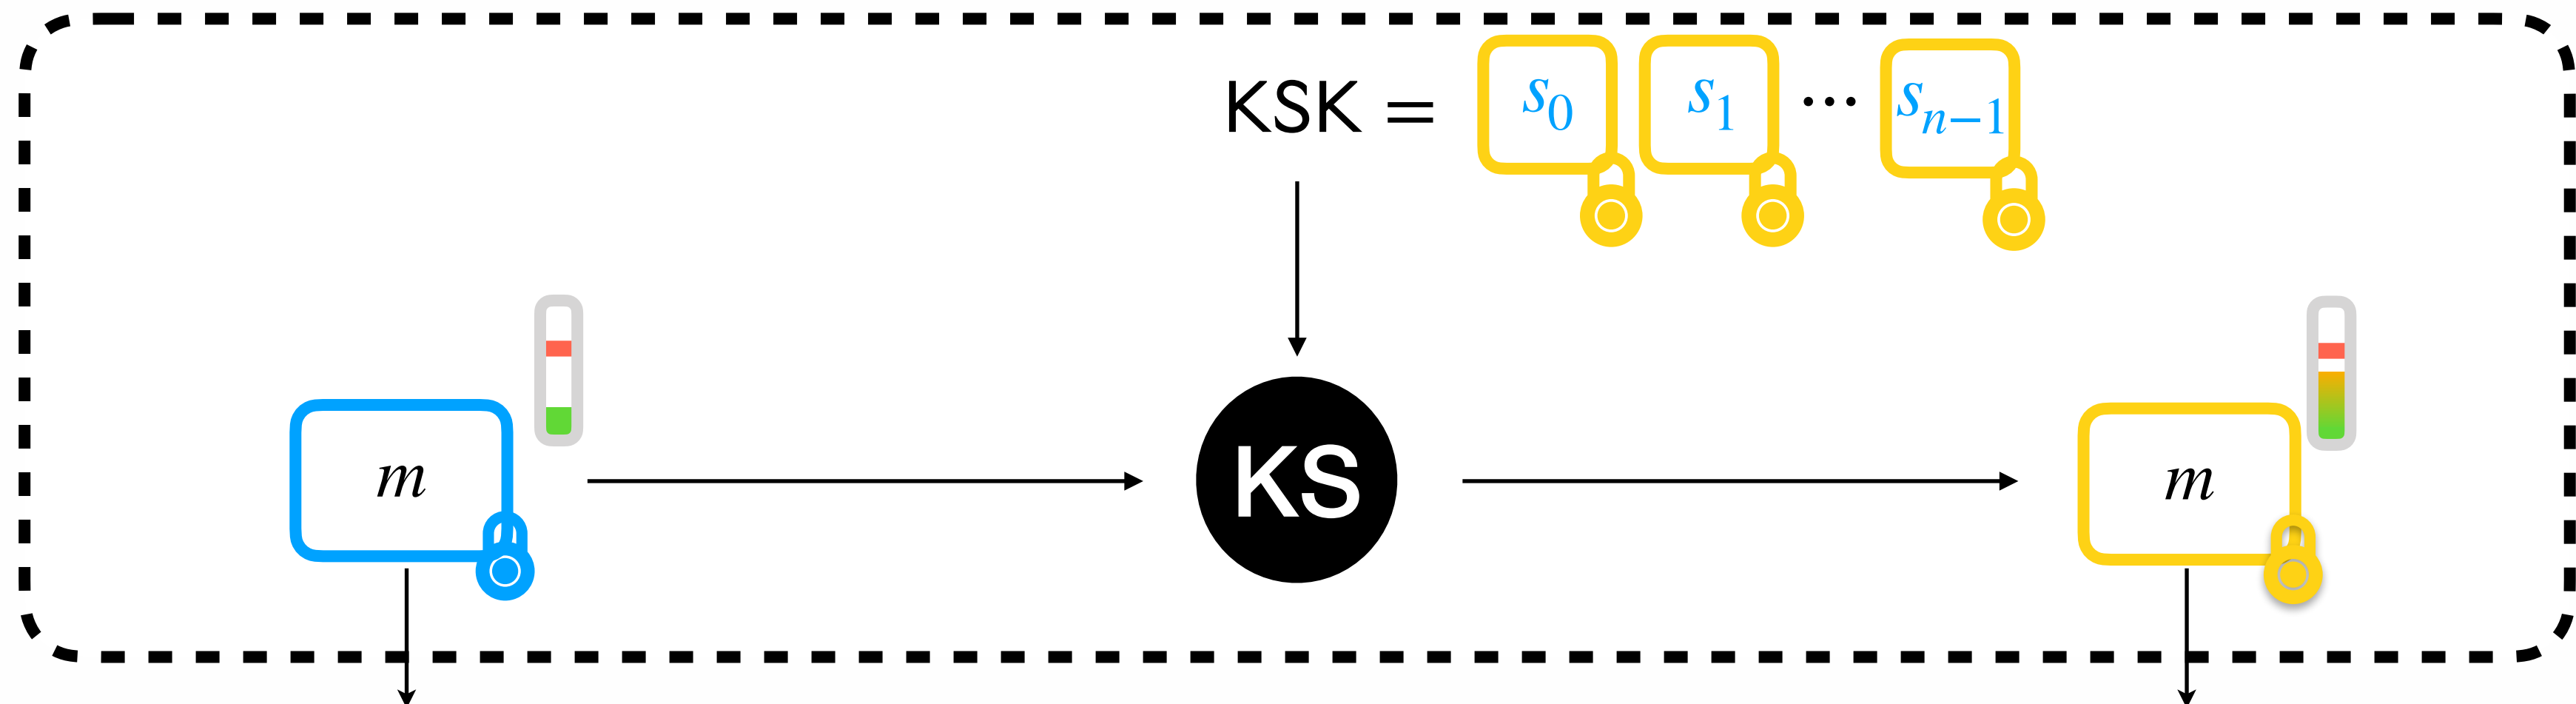 KSK = s₀ s₁ ⋯ sₙ₋₁
m KS m